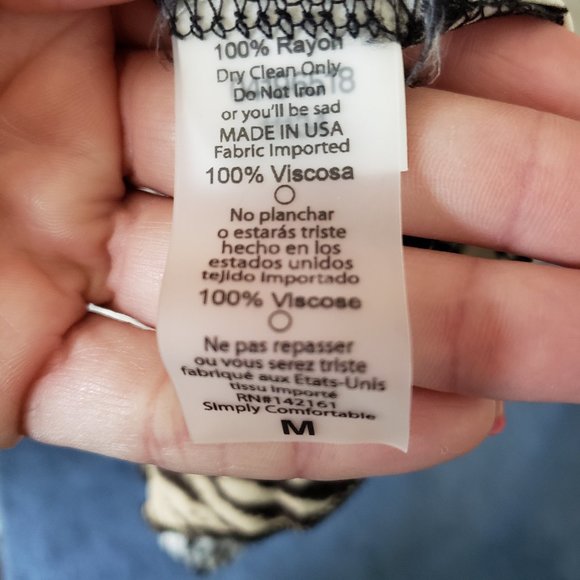 100% Rayon
Dry Clean Only
Do Not Iron
or you'll be sad
MADE IN USA
Fabric Imported
100% Viscosa
No planchar
o estarás triste
hecho en los
estados unidos
tejido importado
100% Viscose
Ne pas repasser
ou vous serez triste
fabriqué aux Etats-Unis
tissu importé
RN#142161
Simply Comfortable
M